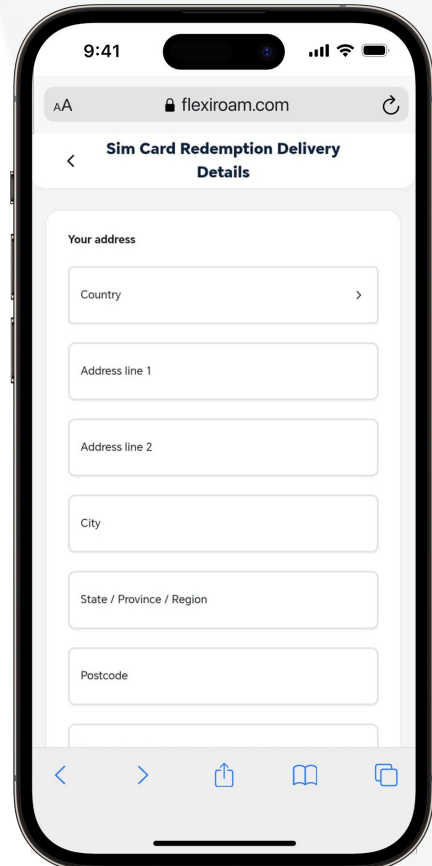 9:41
AA flexiroam.com
Sim Card Redemption Delivery
Details
Your address
Country
Address line 1
Address line 2
City
State / Province / Region
Postcode